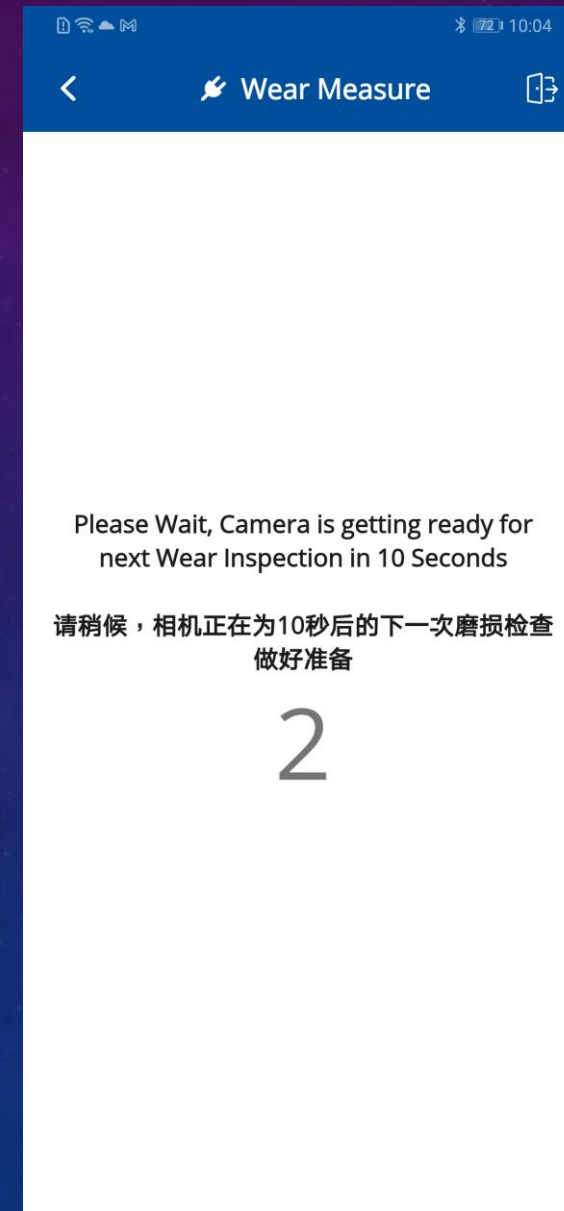 72 10:04
Wear Measure
Please Wait, Camera is getting ready for
next Wear Inspection in 10 Seconds
请稍候，相机正在为10秒后的下一次磨损检查
做好准备
2